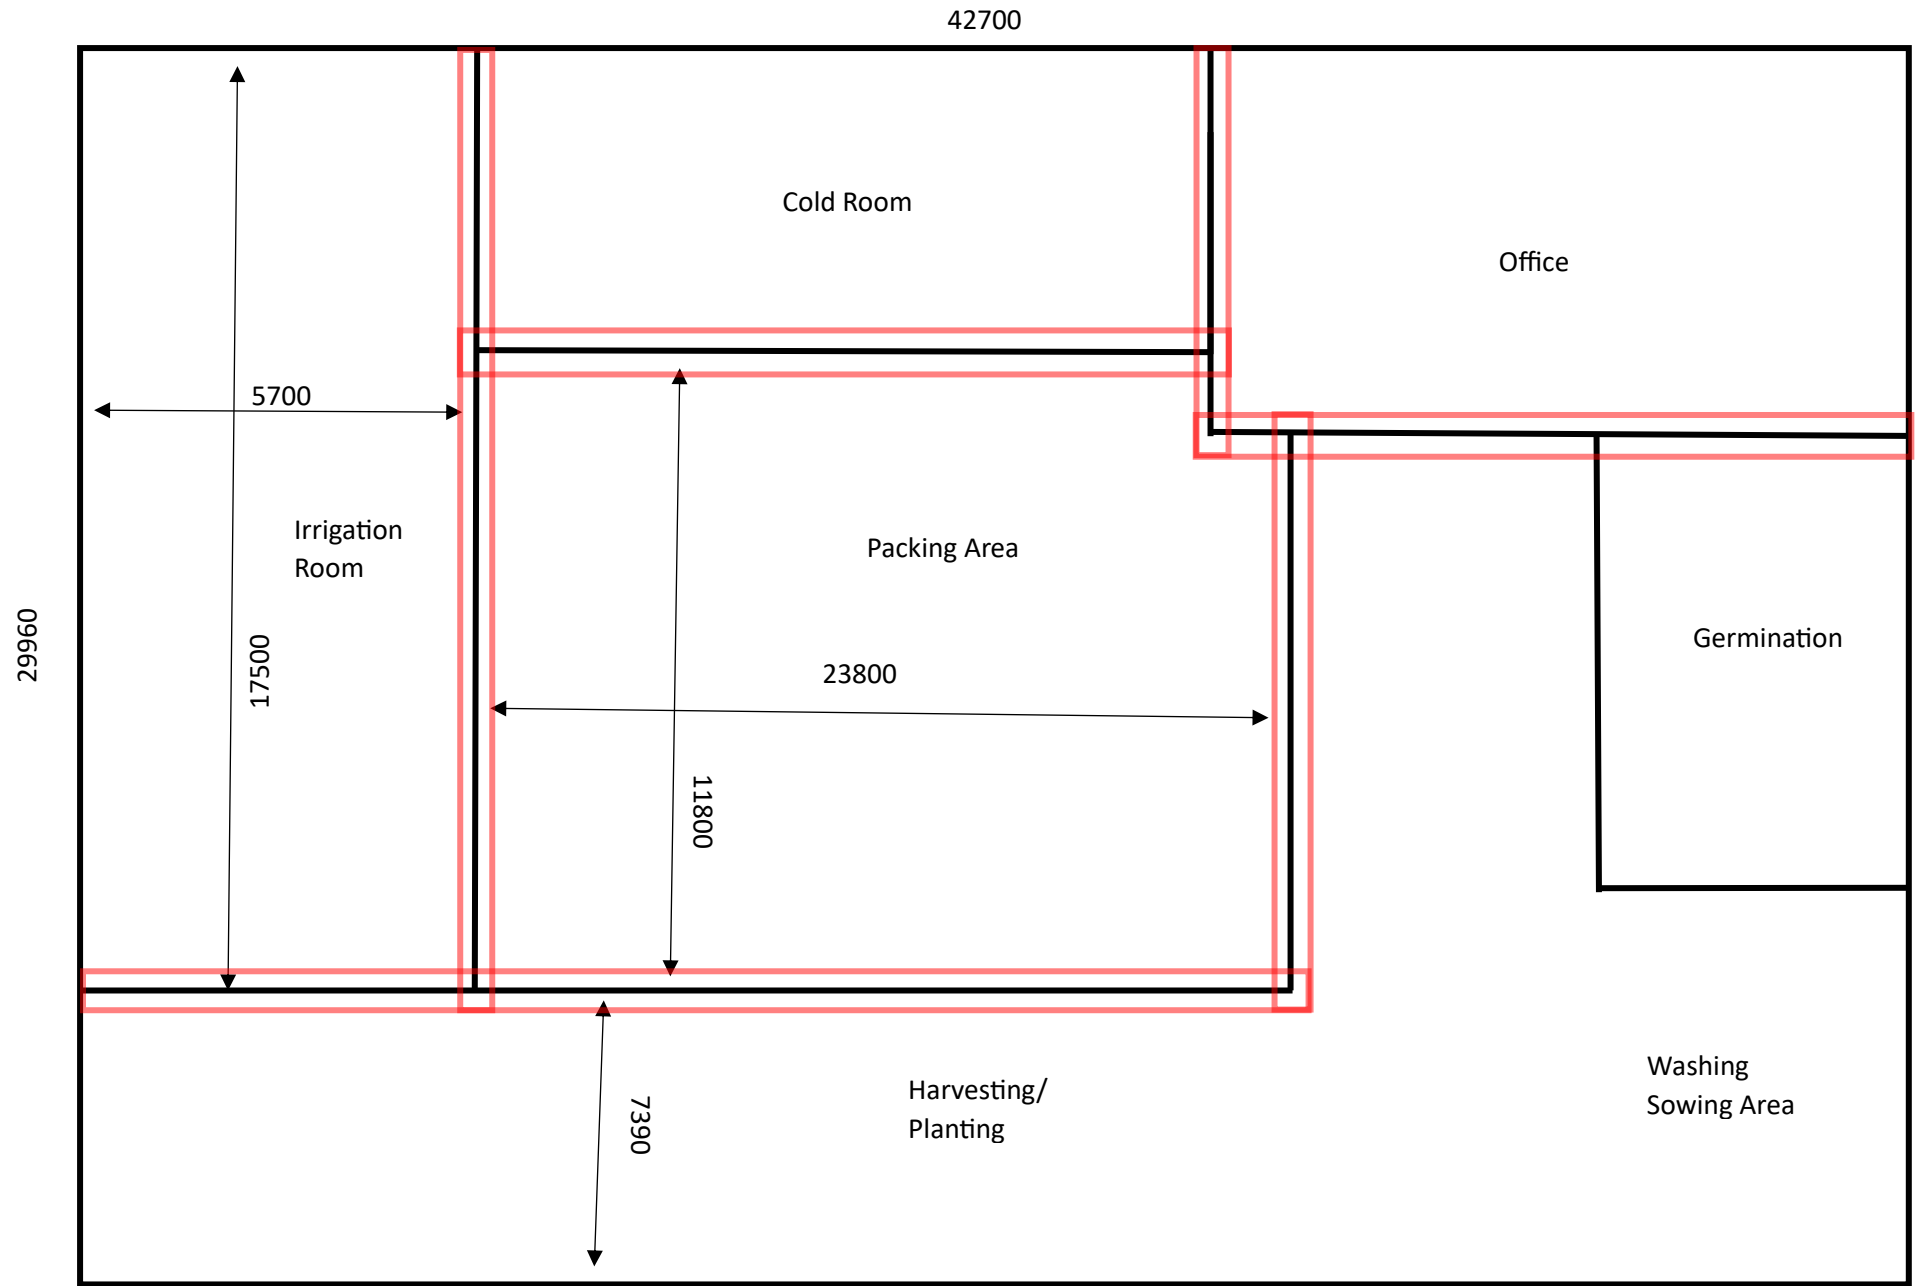 42700
Cold Room
Office
5700
Irrigation
Room
Packing Area
29960
17500
Germination
23800
11800
Washing
Sowing Area
Harvesting/
Planting
7390